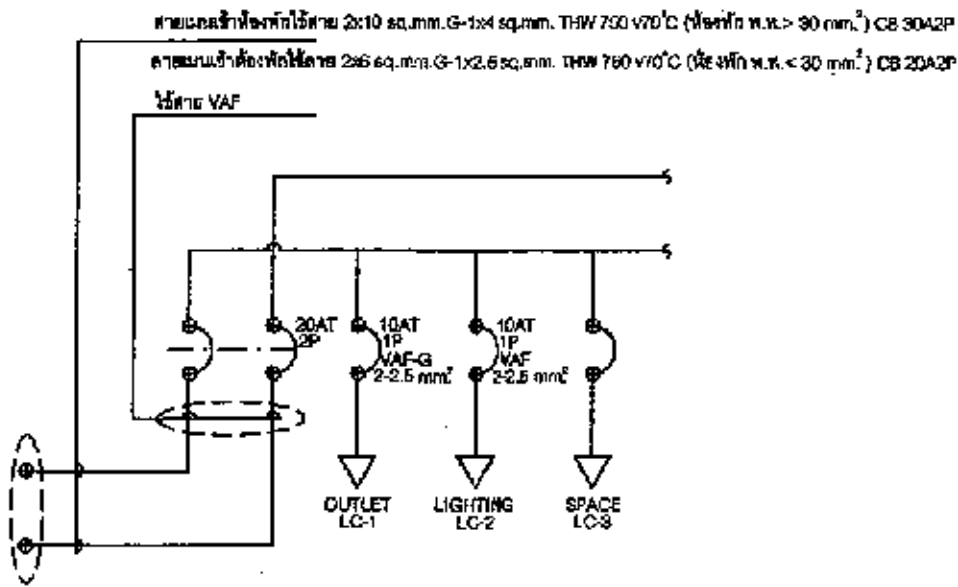 สายเมนเข้าห้องพักใช้สาย 2x10 sq.mm.G-1x4 sq.mm. THW 750 V70°C (ห้องพัก พ.ท.> 30 mm.²) CB 30A2P
สายเมนเข้าห้องพักใช้สาย 2x6 sq.mm.G-1x2.5 sq.mm. THW 750 V70°C (ห้องพัก พ.ท.< 30 mm.²) CB 20A2P
ใช้สาย VAF
20AT
2P
10AT
1P
VAF-G
2-2.5 mm²
10AT
1P
VAF
2-2.5 mm²
OUTLET
LC-1
LIGHTING
LC-2
SPACE
LC-3